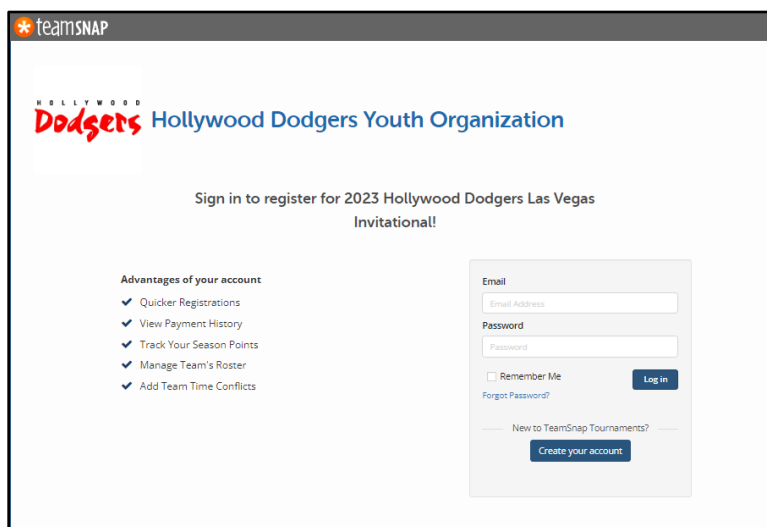 teamSNAP
HOLLYWOOD
Dodgers
Hollywood Dodgers Youth Organization
Sign in to register for 2023 Hollywood Dodgers Las Vegas
Invitational!
Advantages of your account
Quicker Registrations
View Payment History
Track Your Season Points
Manage Team's Roster
Add Team Time Conflicts
Email
Email Address
Password
Password
Remember Me
Log in
Forgot Password?
New to TeamSnap Tournaments?
Create your account